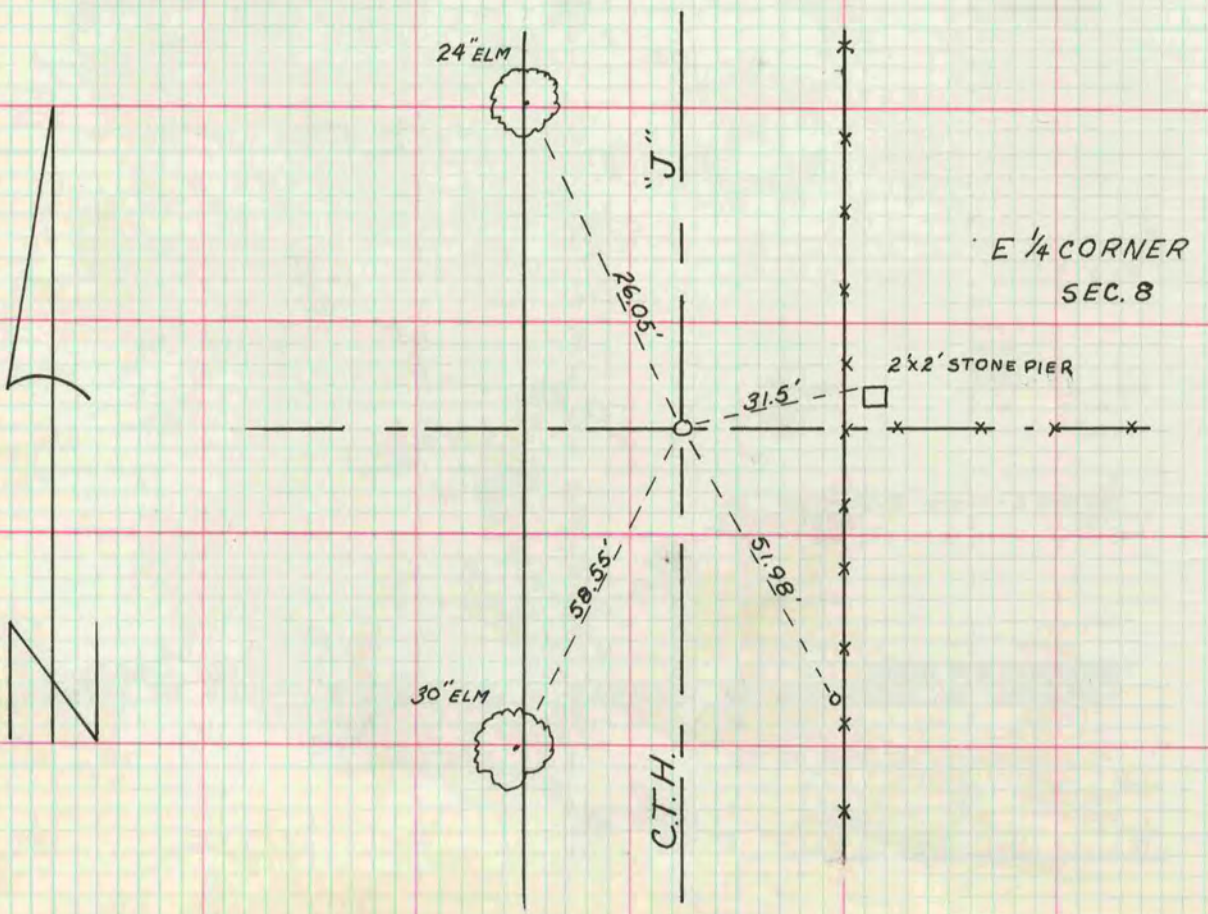 24" ELM
"J"
E 1/4 CORNER
SEC. 8
26.05'
2'x2' STONE PIER
31.5'
58.55'
51.98'
30" ELM
C.T.H.
N